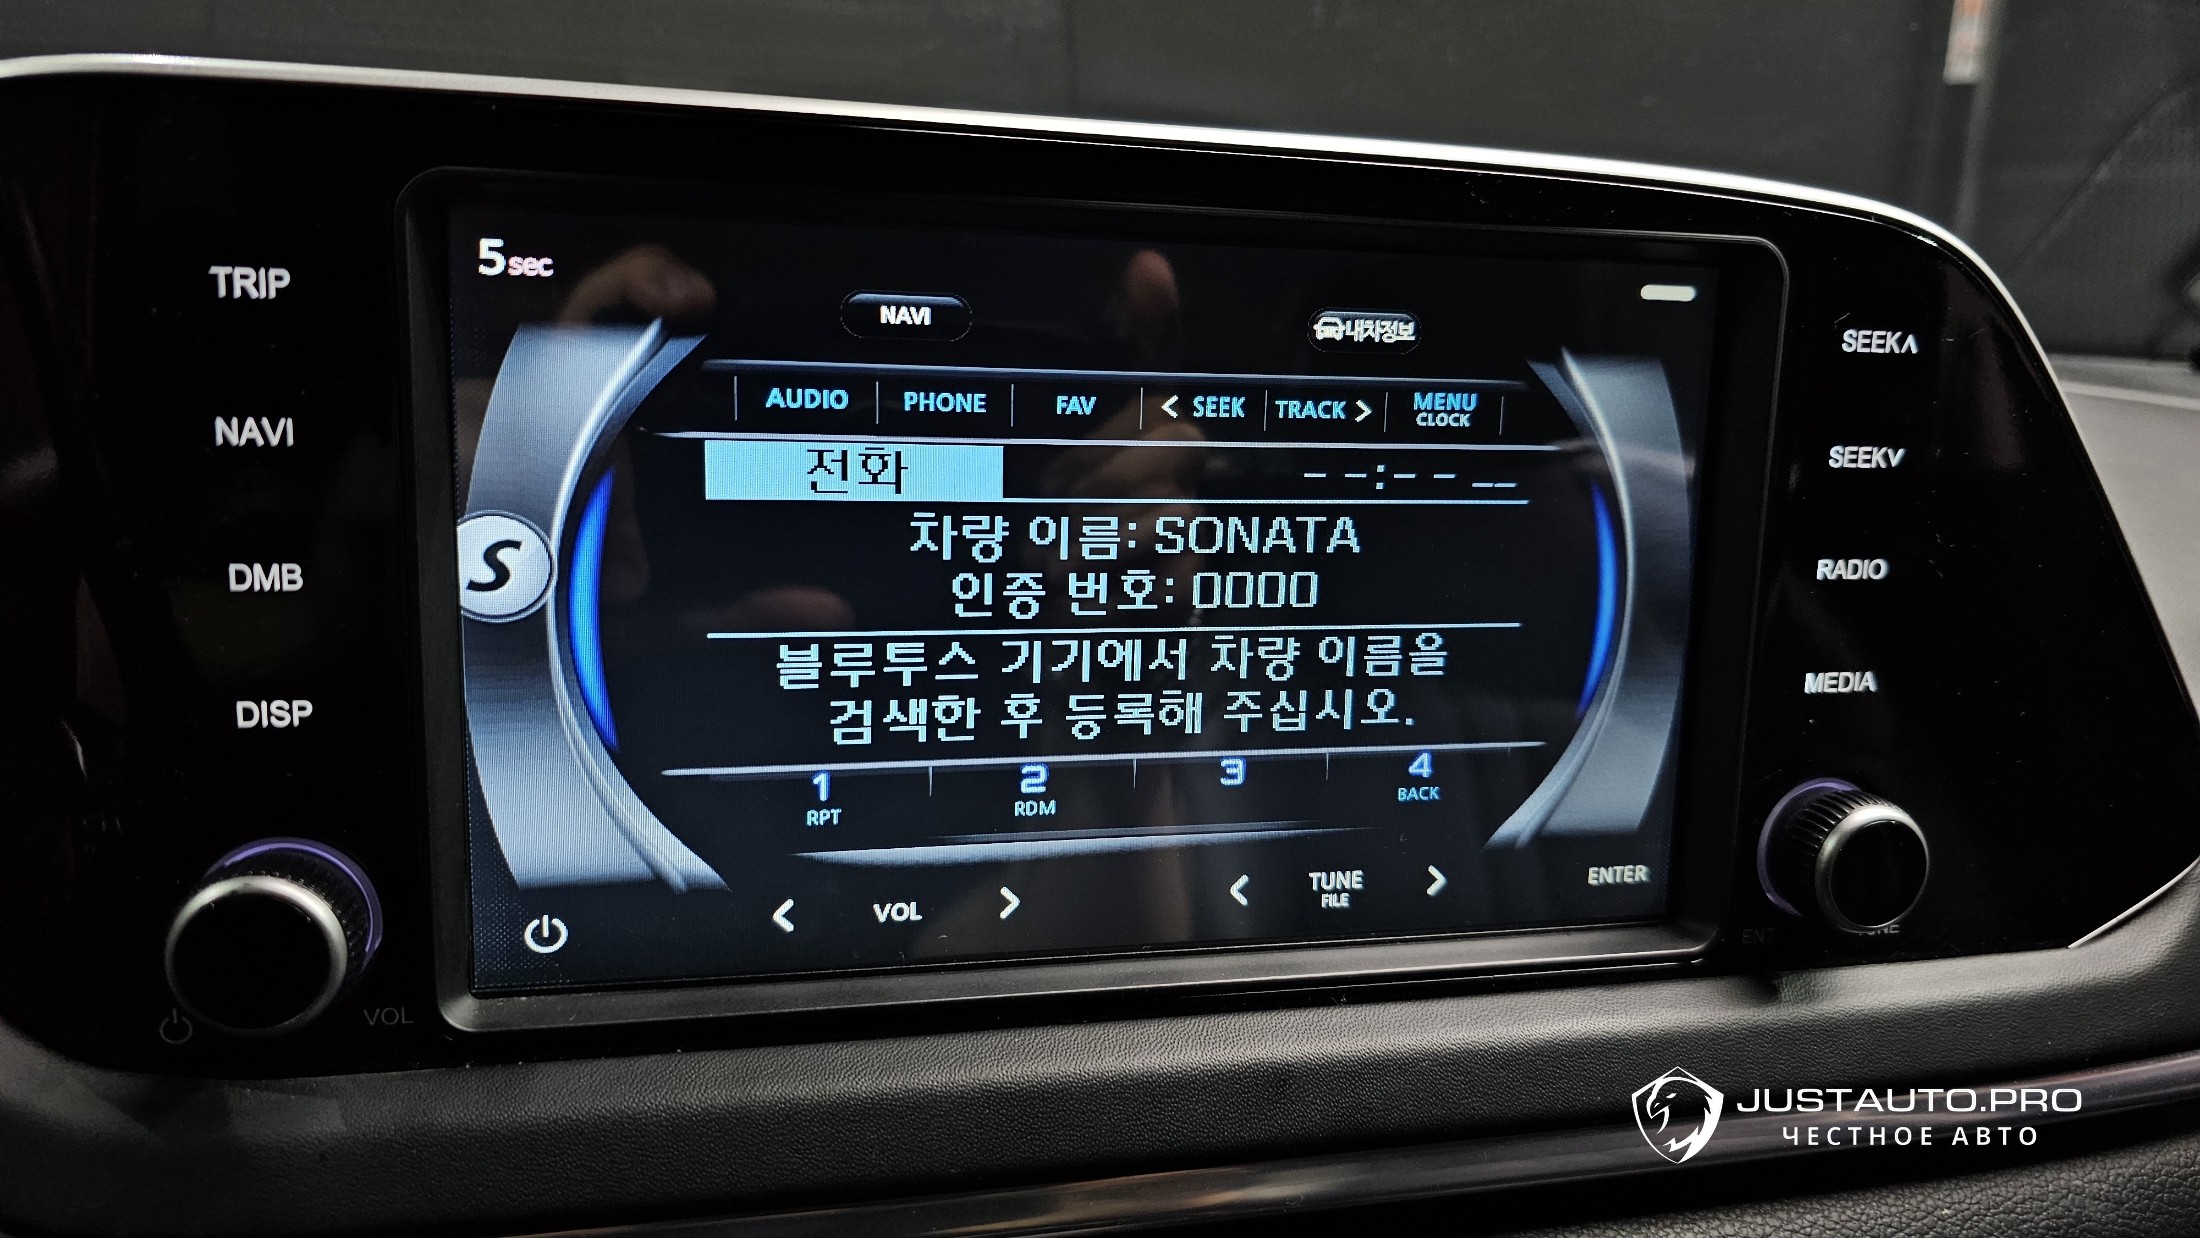 5sec
NAVI
내차정보
AUDIO PHONE FAV < SEEK TRACK > MENU CLOCK
전화 --:-- __
차량 이름: SONATA
인증 번호: 0000
블루투스 기기에서 차량 이름을
검색한 후 등록해 주십시오.
1 RPT
2 RDM
3
4 BACK
< VOL >
< TUNE FILE >
ENTER
S
TRIP
NAVI
DMB
DISP
VOL
SEEK∧
SEEK∨
RADIO
MEDIA
ENT
TUNE
JUSTAUTO.PRO
ЧЕСТНОЕ АВТО